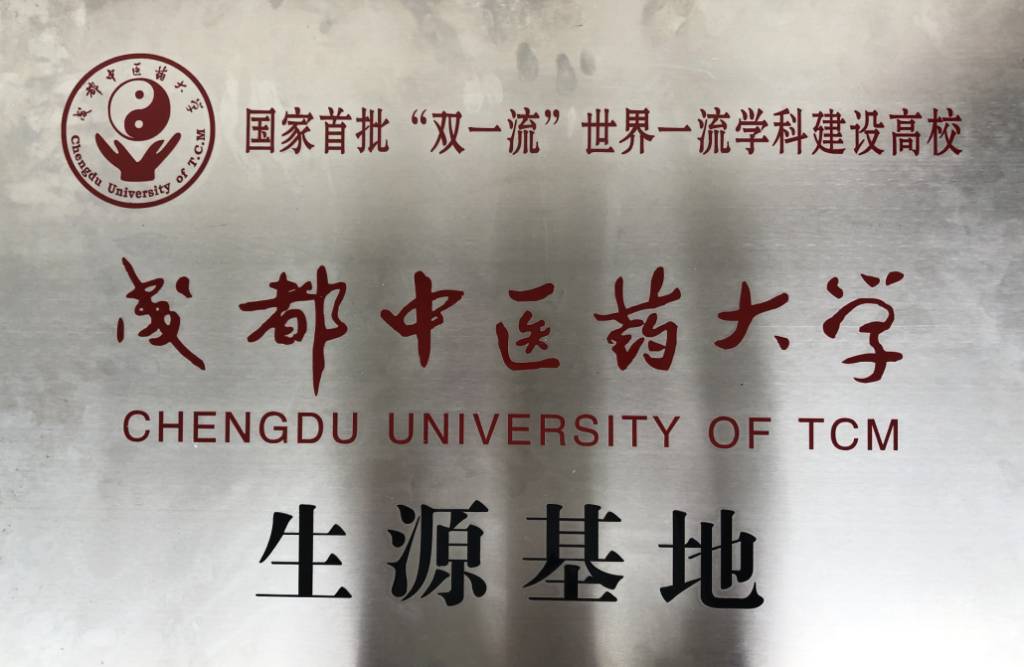 成都中医药大学
Chengdu University of T.C.M
国家首批“双一流”世界一流学科建设高校
成都中医药大学
CHENGDU UNIVERSITY OF TCM
生源基地